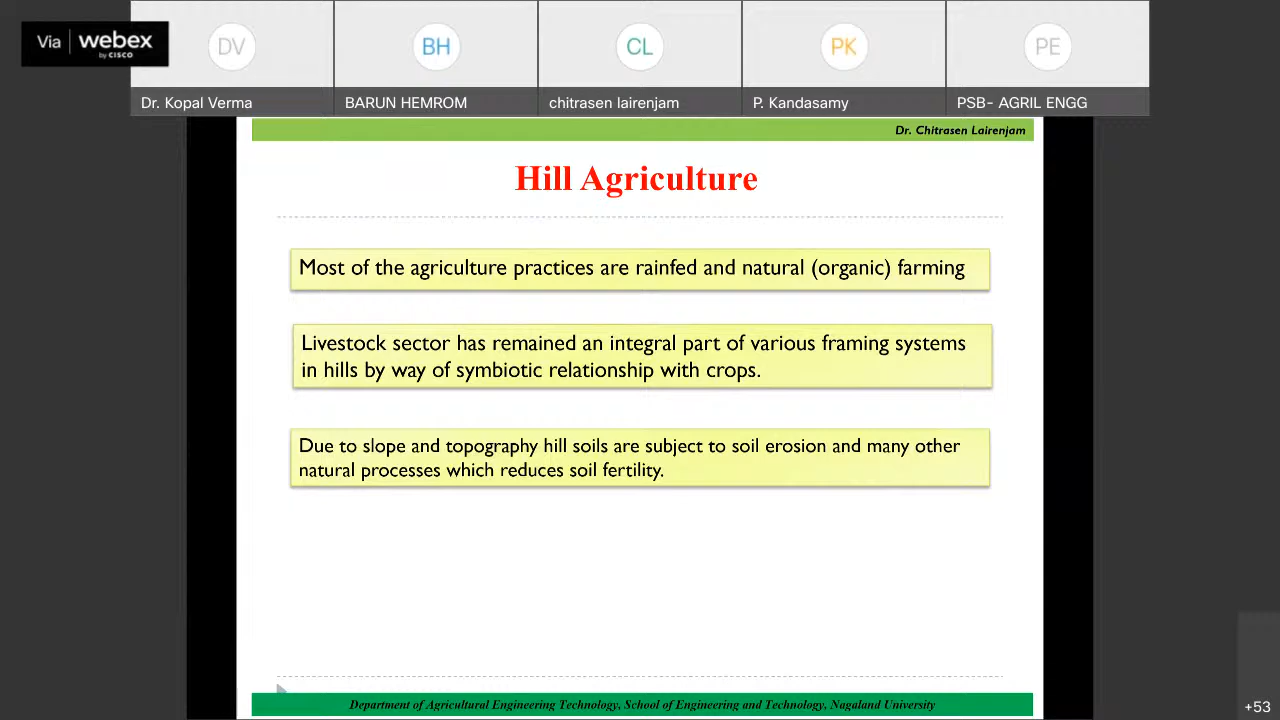 Via webex
by CISCO
DV
BH
CL
PK
PE
Dr. Kopal Verma
BARUN HEMROM
chitrasen lairenjam
P. Kandasamy
PSB- AGRIL ENGG
Dr. Chitrasen Lairenjam
Hill Agriculture
Most of the agriculture practices are rainfed and natural (organic) farming
Livestock sector has remained an integral part of various framing systems
in hills by way of symbiotic relationship with crops.
Due to slope and topography hill soils are subject to soil erosion and many other
natural processes which reduces soil fertility.
Department of Agricultural Engineering Technology, School of Engineering and Technology, Nagaland University
+53